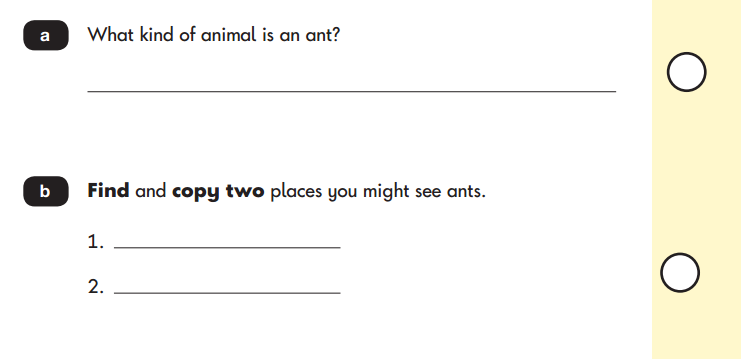 a What kind of animal is an ant?
b Find and copy two places you might see ants.
1.
2.